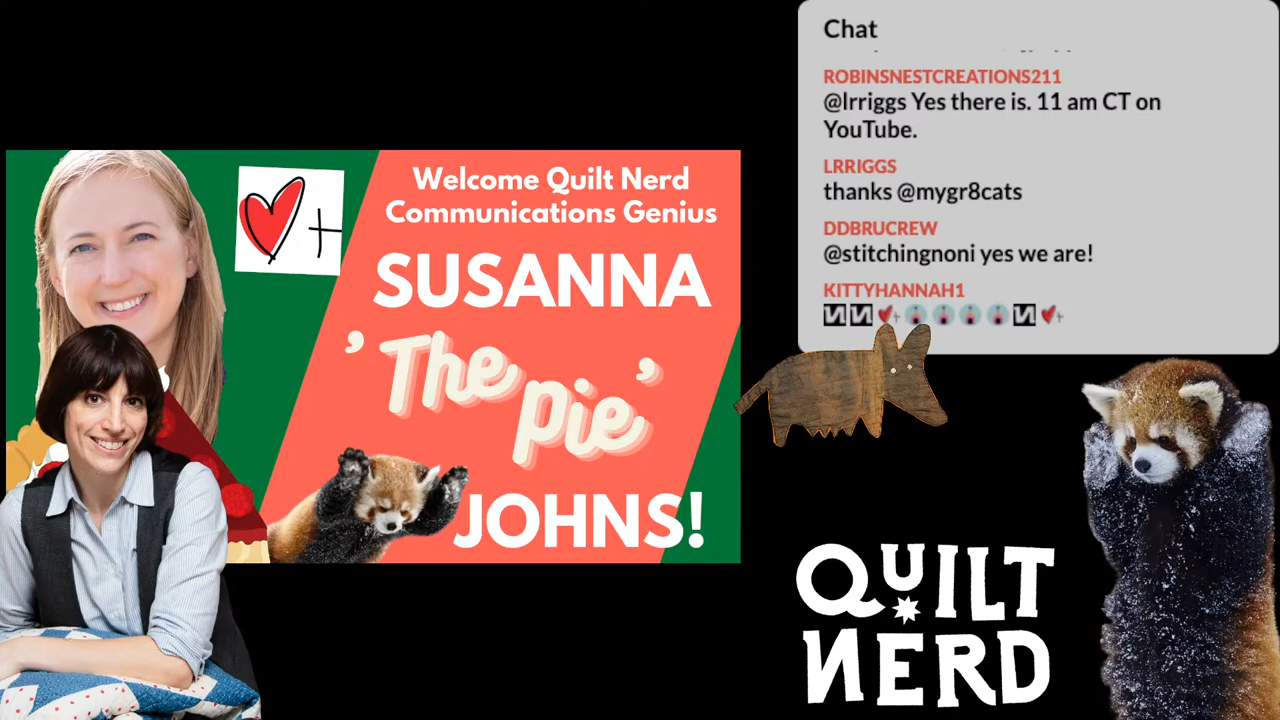 Welcome Quilt Nerd
Communications Genius
SUSANNA
'The
pie'
JOHNS!
Chat
ROBINSNESTCREATIONS211
@lrriggs Yes there is. 11 am CT on
YouTube.
LRRIGGS
thanks @mygr8cats
DDBRUCREW
@stitchingnoni yes we are!
KITTYHANNAH1
QUILT
NERD